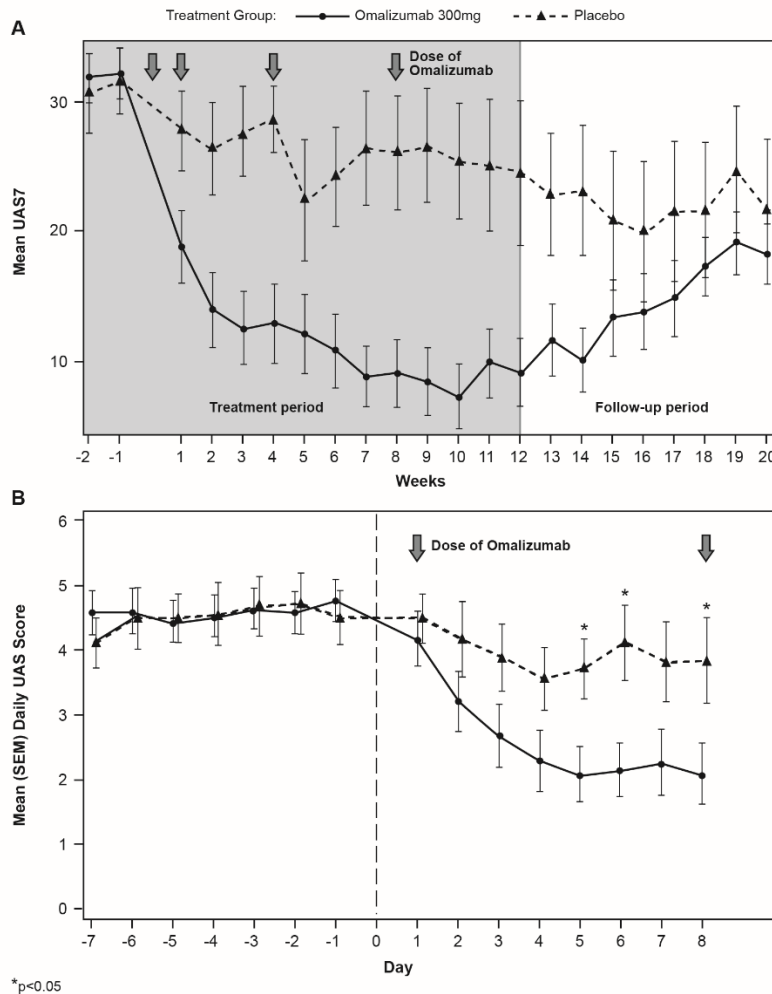 Treatment Group: Omalizumab 300mg Placebo
A
Dose of
Omalizumab
30
20
10
Mean UAS7
Treatment period Follow-up period
-2 -1 1 2 3 4 5 6 7 8 9 10 11 12 13 14 15 16 17 18 19 20
Weeks
B
6
5
4
3
2
1
0
Mean (SEM) Daily UAS Score
Dose of Omalizumab
* * *
-7 -6 -5 -4 -3 -2 -1 0 1 2 3 4 5 6 7 8
Day
*p<0.05